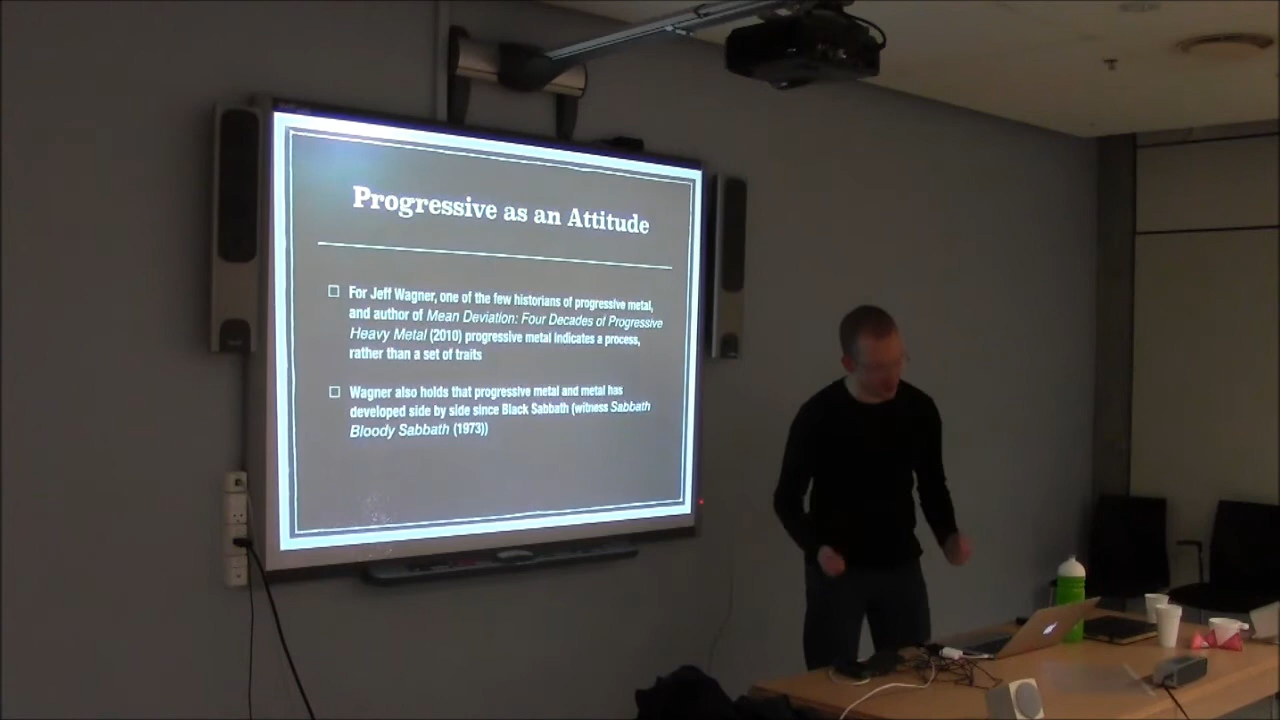 Progressive as an Attitude
For Jeff Wagner, one of the few historians of progressive metal,
and author of Mean Deviation: Four Decades of Progressive
Heavy Metal (2010) progressive metal indicates a process,
rather than a set of traits
Wagner also holds that progressive metal and metal has
developed side by side since Black Sabbath (witness Sabbath
Bloody Sabbath (1973))